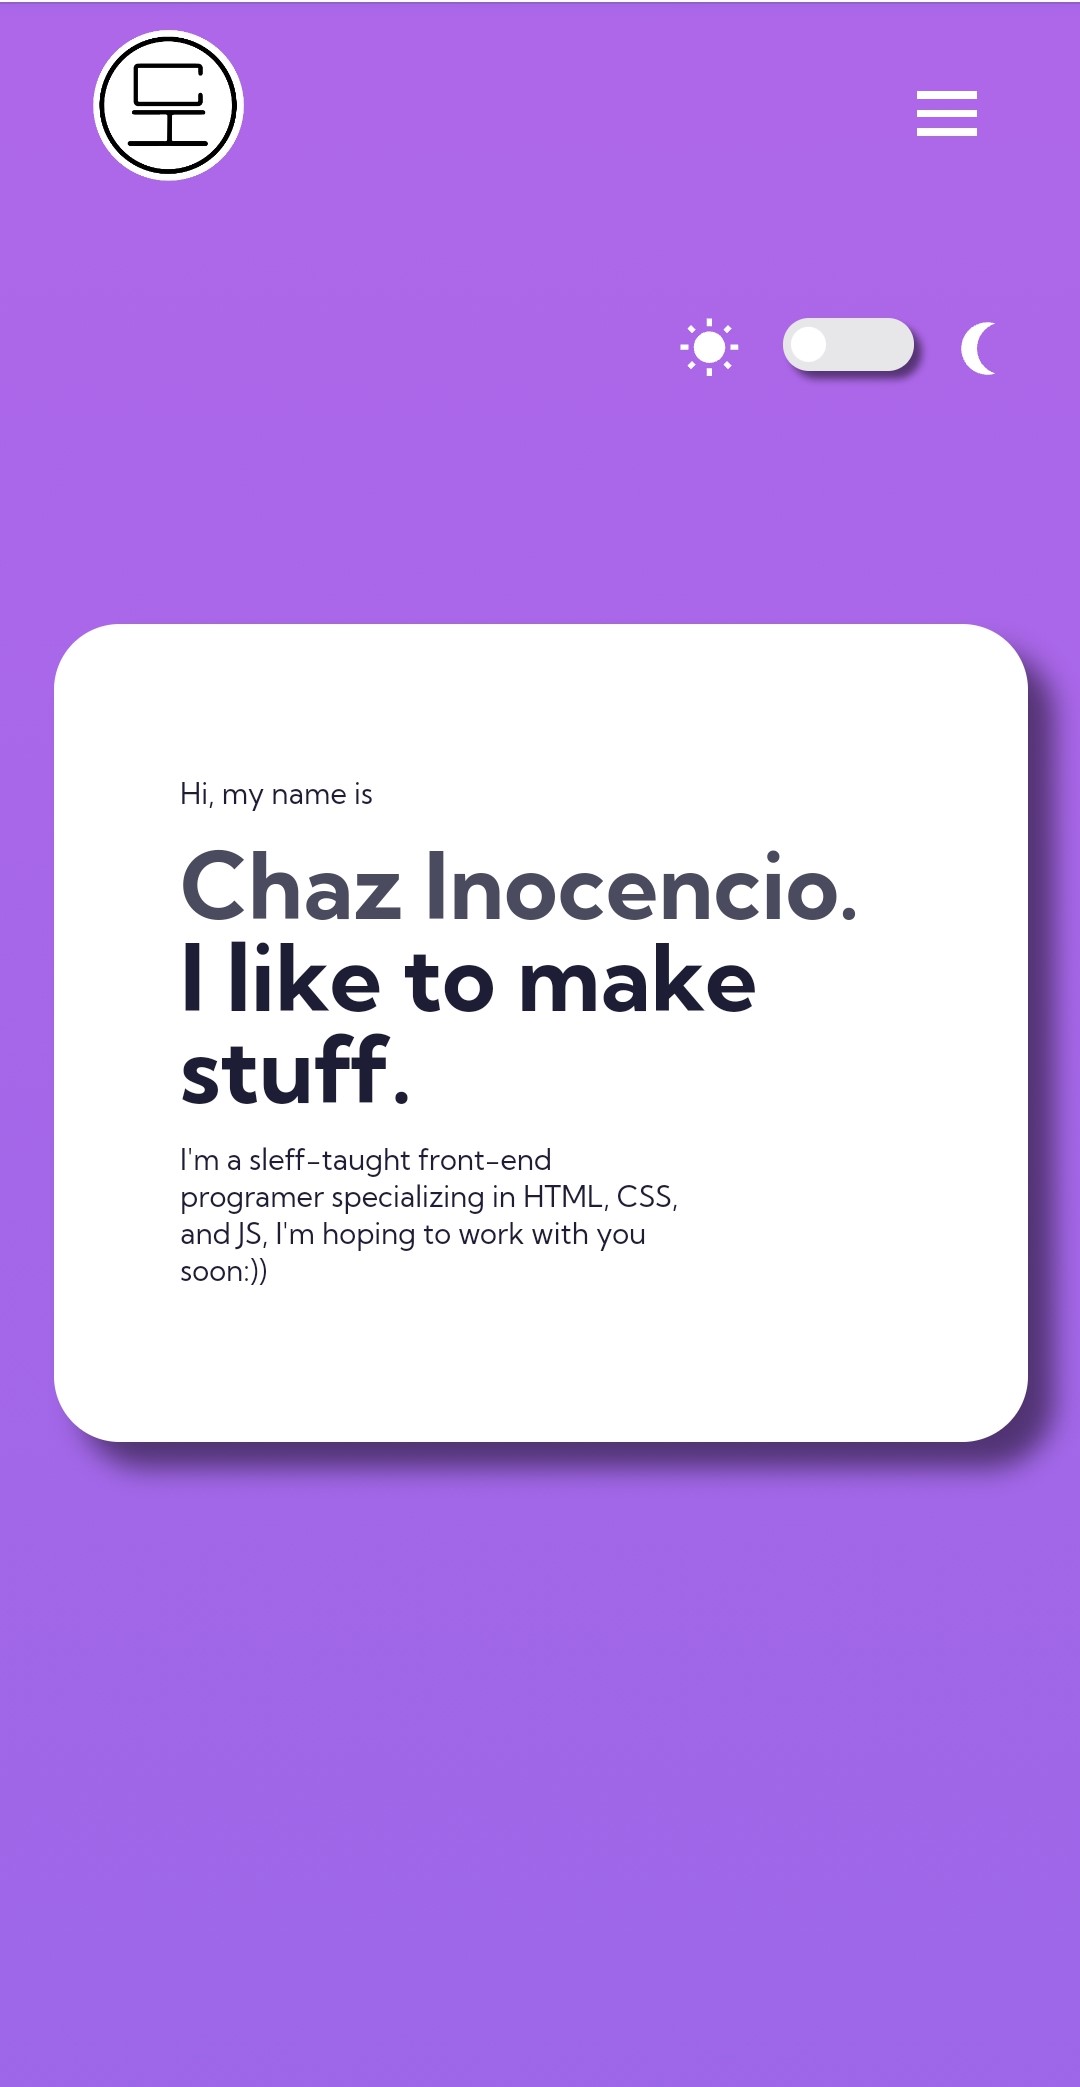 Hi, my name is
Chaz Inocencio.
I like to make
stuff.
I'm a sleff-taught front-end
programer specializing in HTML, CSS,
and JS, I'm hoping to work with you
soon:))